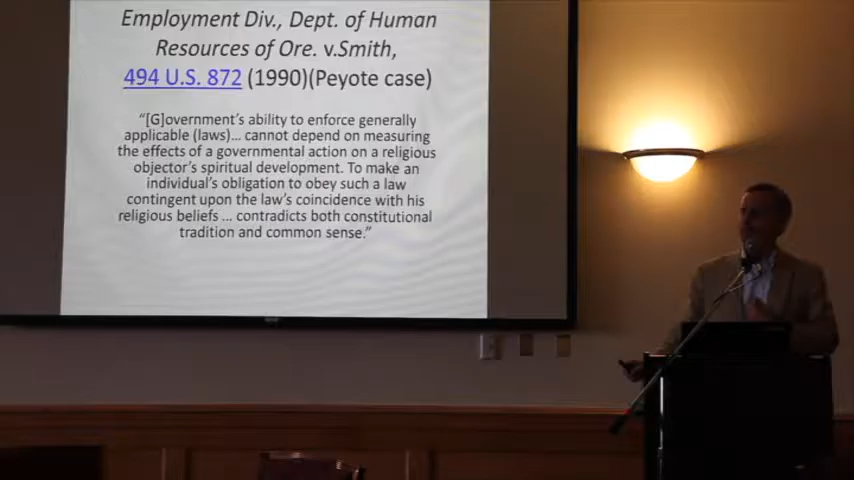 Employment Div., Dept. of Human
Resources of Ore. v.Smith,
494 U.S. 872 (1990)(Peyote case)
“[G]overnment’s ability to enforce generally
applicable (laws)... cannot depend on measuring
the effects of a governmental action on a religious
objector’s spiritual development. To make an
individual’s obligation to obey such a law
contingent upon the law’s coincidence with his
religious beliefs ... contradicts both constitutional
tradition and common sense.”